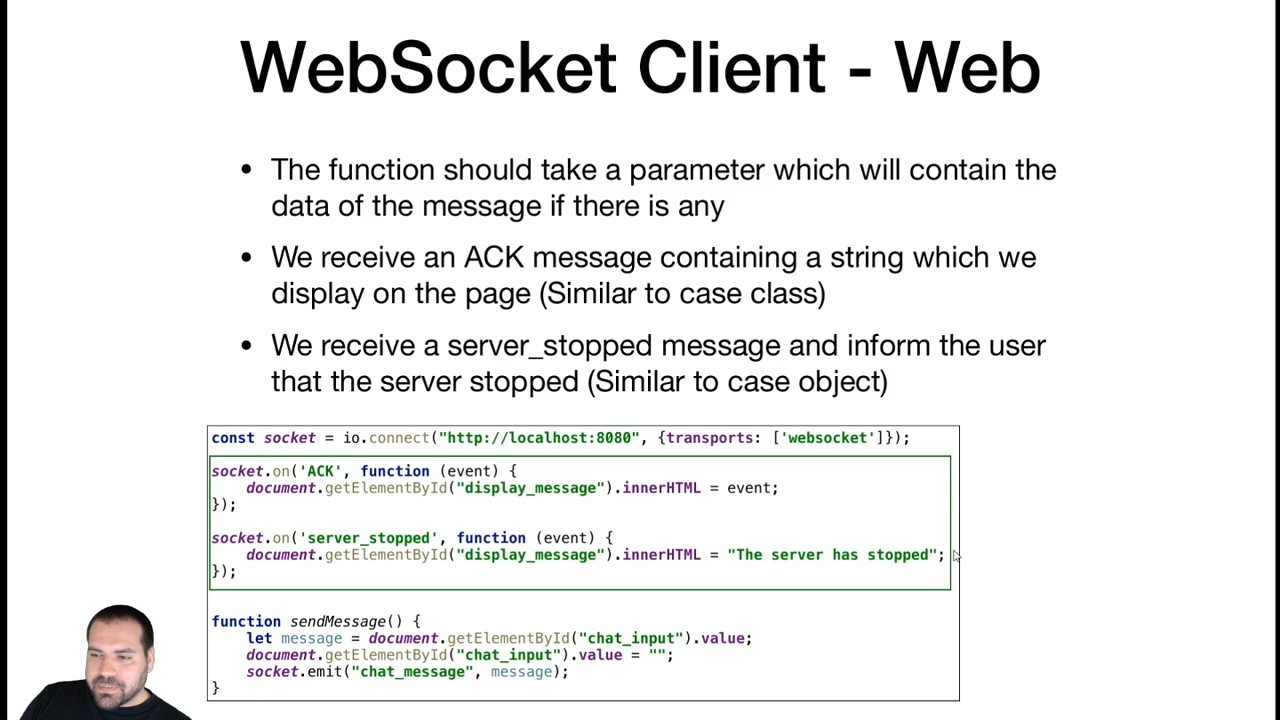 WebSocket Client - Web
• The function should take a parameter which will contain the
data of the message if there is any
• We receive an ACK message containing a string which we
display on the page (Similar to case class)
• We receive a server_stopped message and inform the user
that the server stopped (Similar to case object)
const socket = io.connect("http://localhost:8080", {transports: ['websocket']});
socket.on('ACK', function (event) {
    document.getElementById("display_message").innerHTML = event;
});
socket.on('server_stopped', function (event) {
    document.getElementById("display_message").innerHTML = "The server has stopped";
});
function sendMessage() {
    let message = document.getElementById("chat_input").value;
    document.getElementById("chat_input").value = "";
    socket.emit("chat_message", message);
}